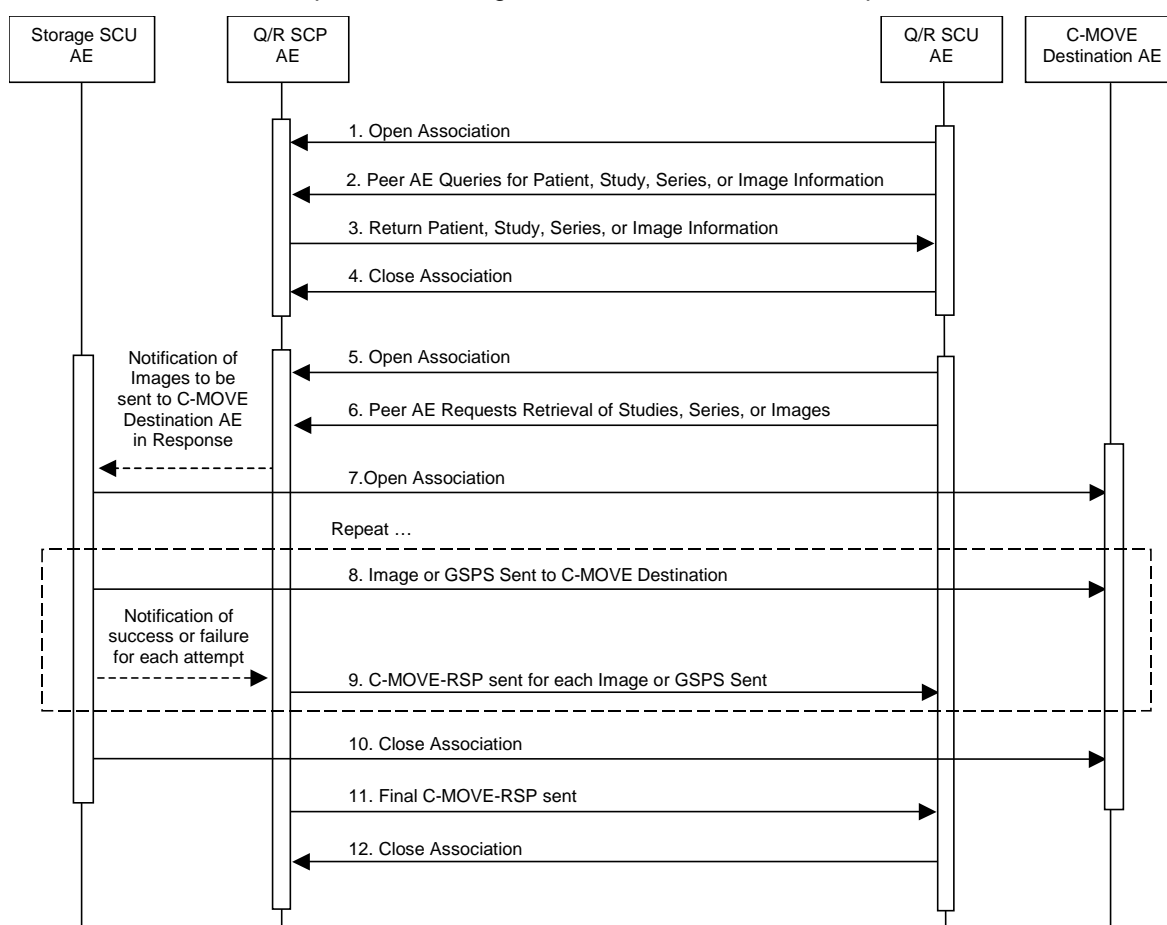 Storage SCU
AE
Q/R SCP
AE
Q/R SCU
AE
C-MOVE
Destination AE
1. Open Association
2. Peer AE Queries for Patient, Study, Series, or Image Information
3. Return Patient, Study, Series, or Image Information
4. Close Association
Notification of
Images to be
sent to C-MOVE
Destination AE
in Response
5. Open Association
6. Peer AE Requests Retrieval of Studies, Series, or Images
7.Open Association
Repeat …
8. Image or GSPS Sent to C-MOVE Destination
Notification of
success or failure
for each attempt
9. C-MOVE-RSP sent for each Image or GSPS Sent
10. Close Association
11. Final C-MOVE-RSP sent
12. Close Association